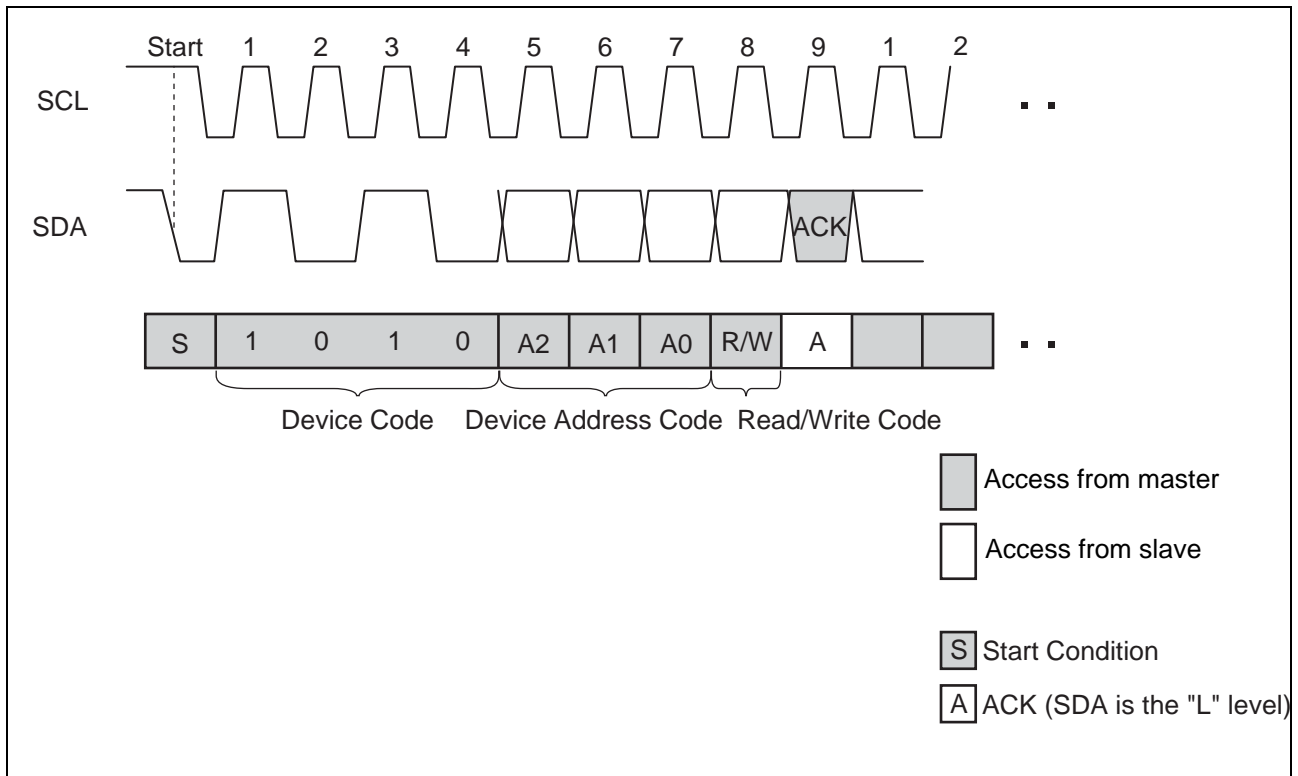 Start 1 2 3 4 5 6 7 8 9 1 2
SCL
SDA
ACK
S 1 0 1 0 A2 A1 A0 R/W A
Device Code Device Address Code Read/Write Code
Access from master
Access from slave
S Start Condition
A ACK (SDA is the "L" level)